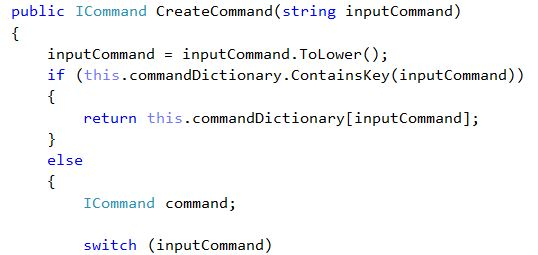 public ICommand CreateCommand(string inputCommand)
{
    inputCommand = inputCommand.ToLower();
    if (this.commandDictionary.ContainsKey(inputCommand))
    {
        return this.commandDictionary[inputCommand];
    }
    else
    {
        ICommand command;

        switch (inputCommand)